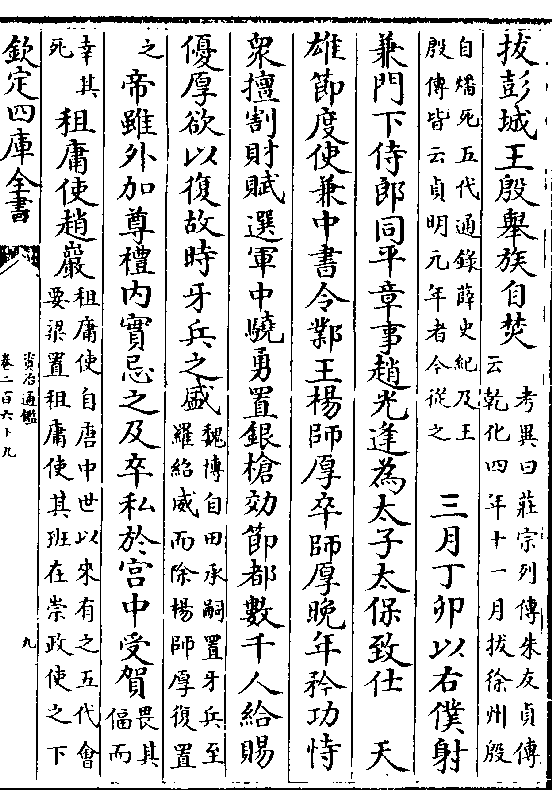 拔彭城王殷舉族自焚考異曰莊宗列傳朱友貞傳云乾化四年十一月拔徐州殷
自燔死五代通錄薛史紀及王殷傳皆云貞明元年者今從之　三月丁卯以右僕射
兼門下侍郎同平章事趙光逢為太子太保致仕　天
雄節度使兼中書令鄴王楊師厚卒師厚晚年矜功恃
衆擅割財賦選軍中驍勇置銀槍効節都數千人給賜
優厚欲以復故時牙兵之盛魏博自田承嗣置牙兵至羅紹威而除楊師厚復置
之帝雖外加尊禮内實忌之及卒私於宫中受賀畏其偪而
幸其死租庸使趙巖租庸使自唐中世以來有之五代會要梁置租庸使其班在崇政使之下
欽定四庫全書
資治通鑑
卷二百六十九
九